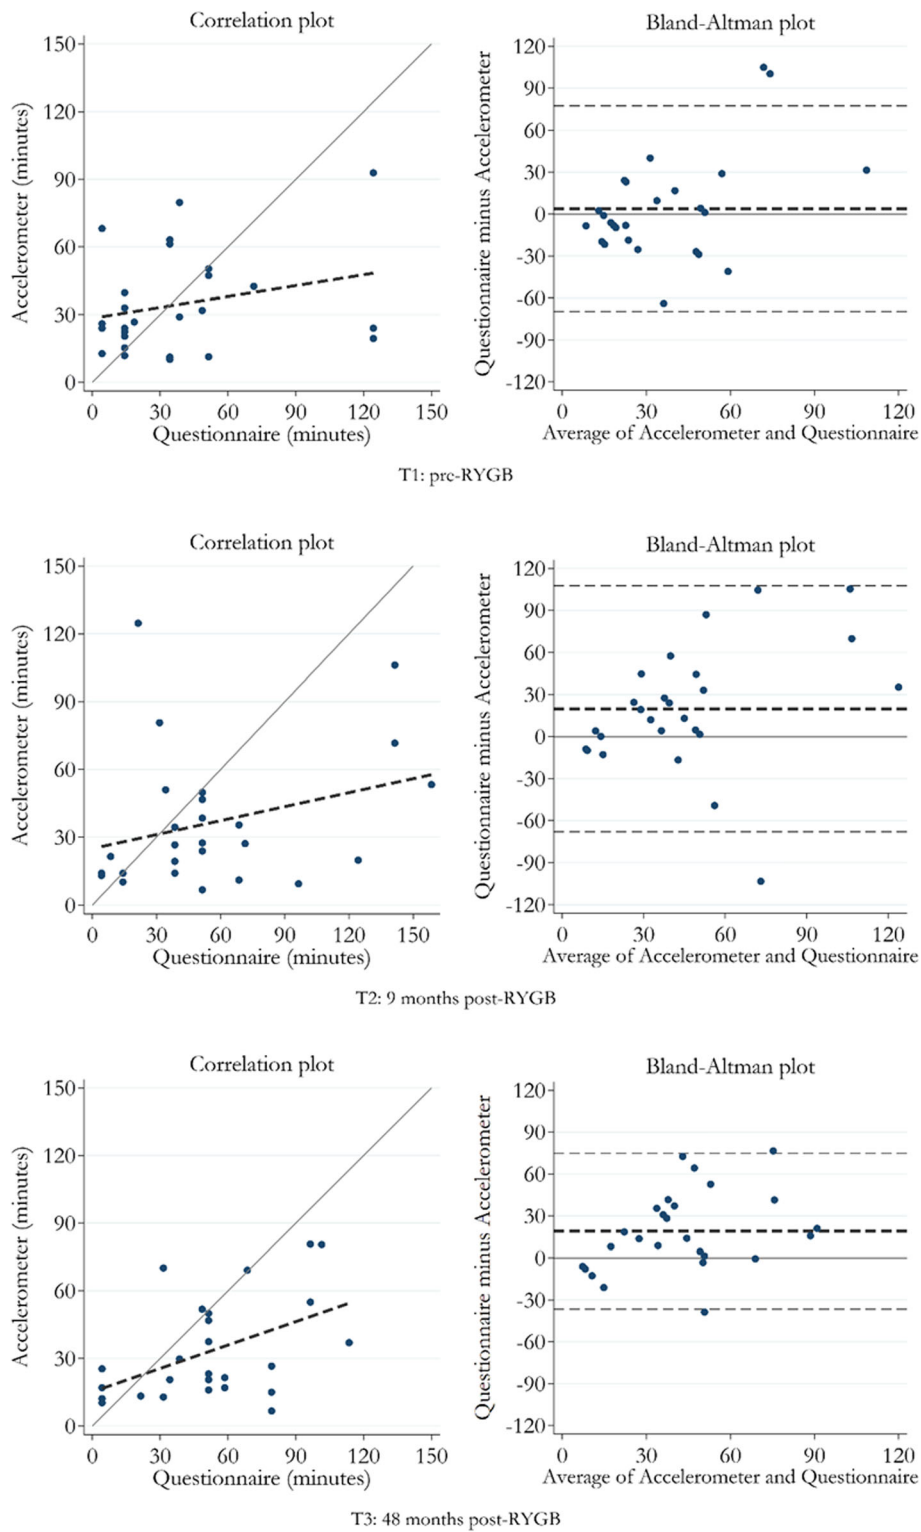 Correlation plot
Accelerometer (minutes)
150
120
90
60
30
0
0 30 60 90 120 150
Questionnaire (minutes)
Bland-Altman plot
Questionnaire minus Accelerometer
120
90
60
30
0
-30
-60
-90
-120
0 30 60 90 120
Average of Accelerometer and Questionnaire
T1: pre-RYGB
Correlation plot
Accelerometer (minutes)
150
120
90
60
30
0
0 30 60 90 120 150
Questionnaire (minutes)
Bland-Altman plot
Questionnaire minus Accelerometer
120
90
60
30
0
-30
-60
-90
-120
0 30 60 90 120
Average of Accelerometer and Questionnaire
T2: 9 months post-RYGB
Correlation plot
Accelerometer (minutes)
150
120
90
60
30
0
0 30 60 90 120 150
Questionnaire (minutes)
Bland-Altman plot
Questionnaire minus Accelerometer
120
90
60
30
0
-30
-60
-90
-120
0 30 60 90 120
Average of Accelerometer and Questionnaire
T3: 48 months post-RYGB